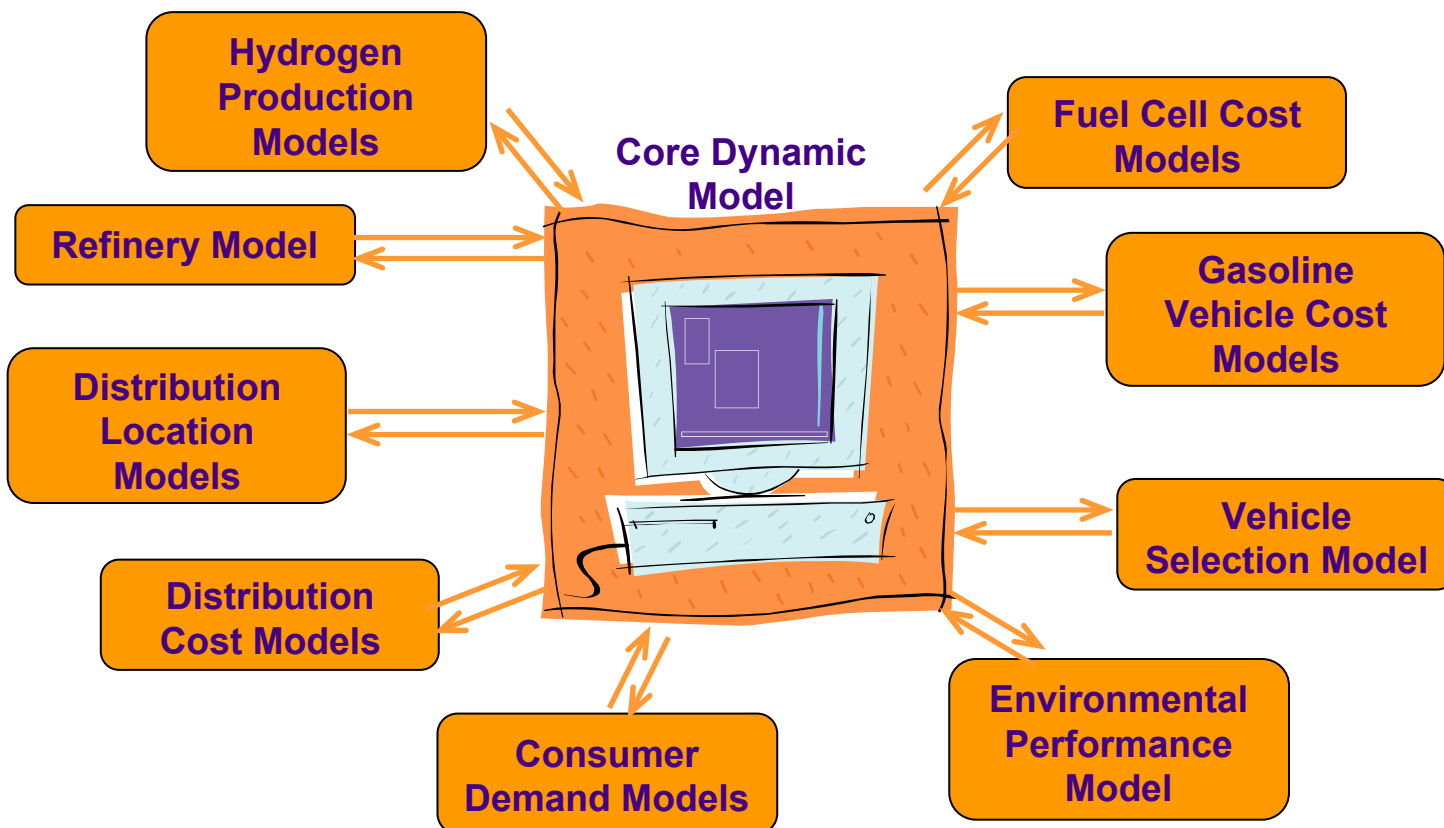 Hydrogen
Production
Models
Core Dynamic
Model
Fuel Cell Cost
Models
Refinery Model
Gasoline
Vehicle Cost
Models
Distribution
Location
Models
Vehicle
Selection Model
Distribution
Cost Models
Consumer
Demand Models
Environmental
Performance
Model